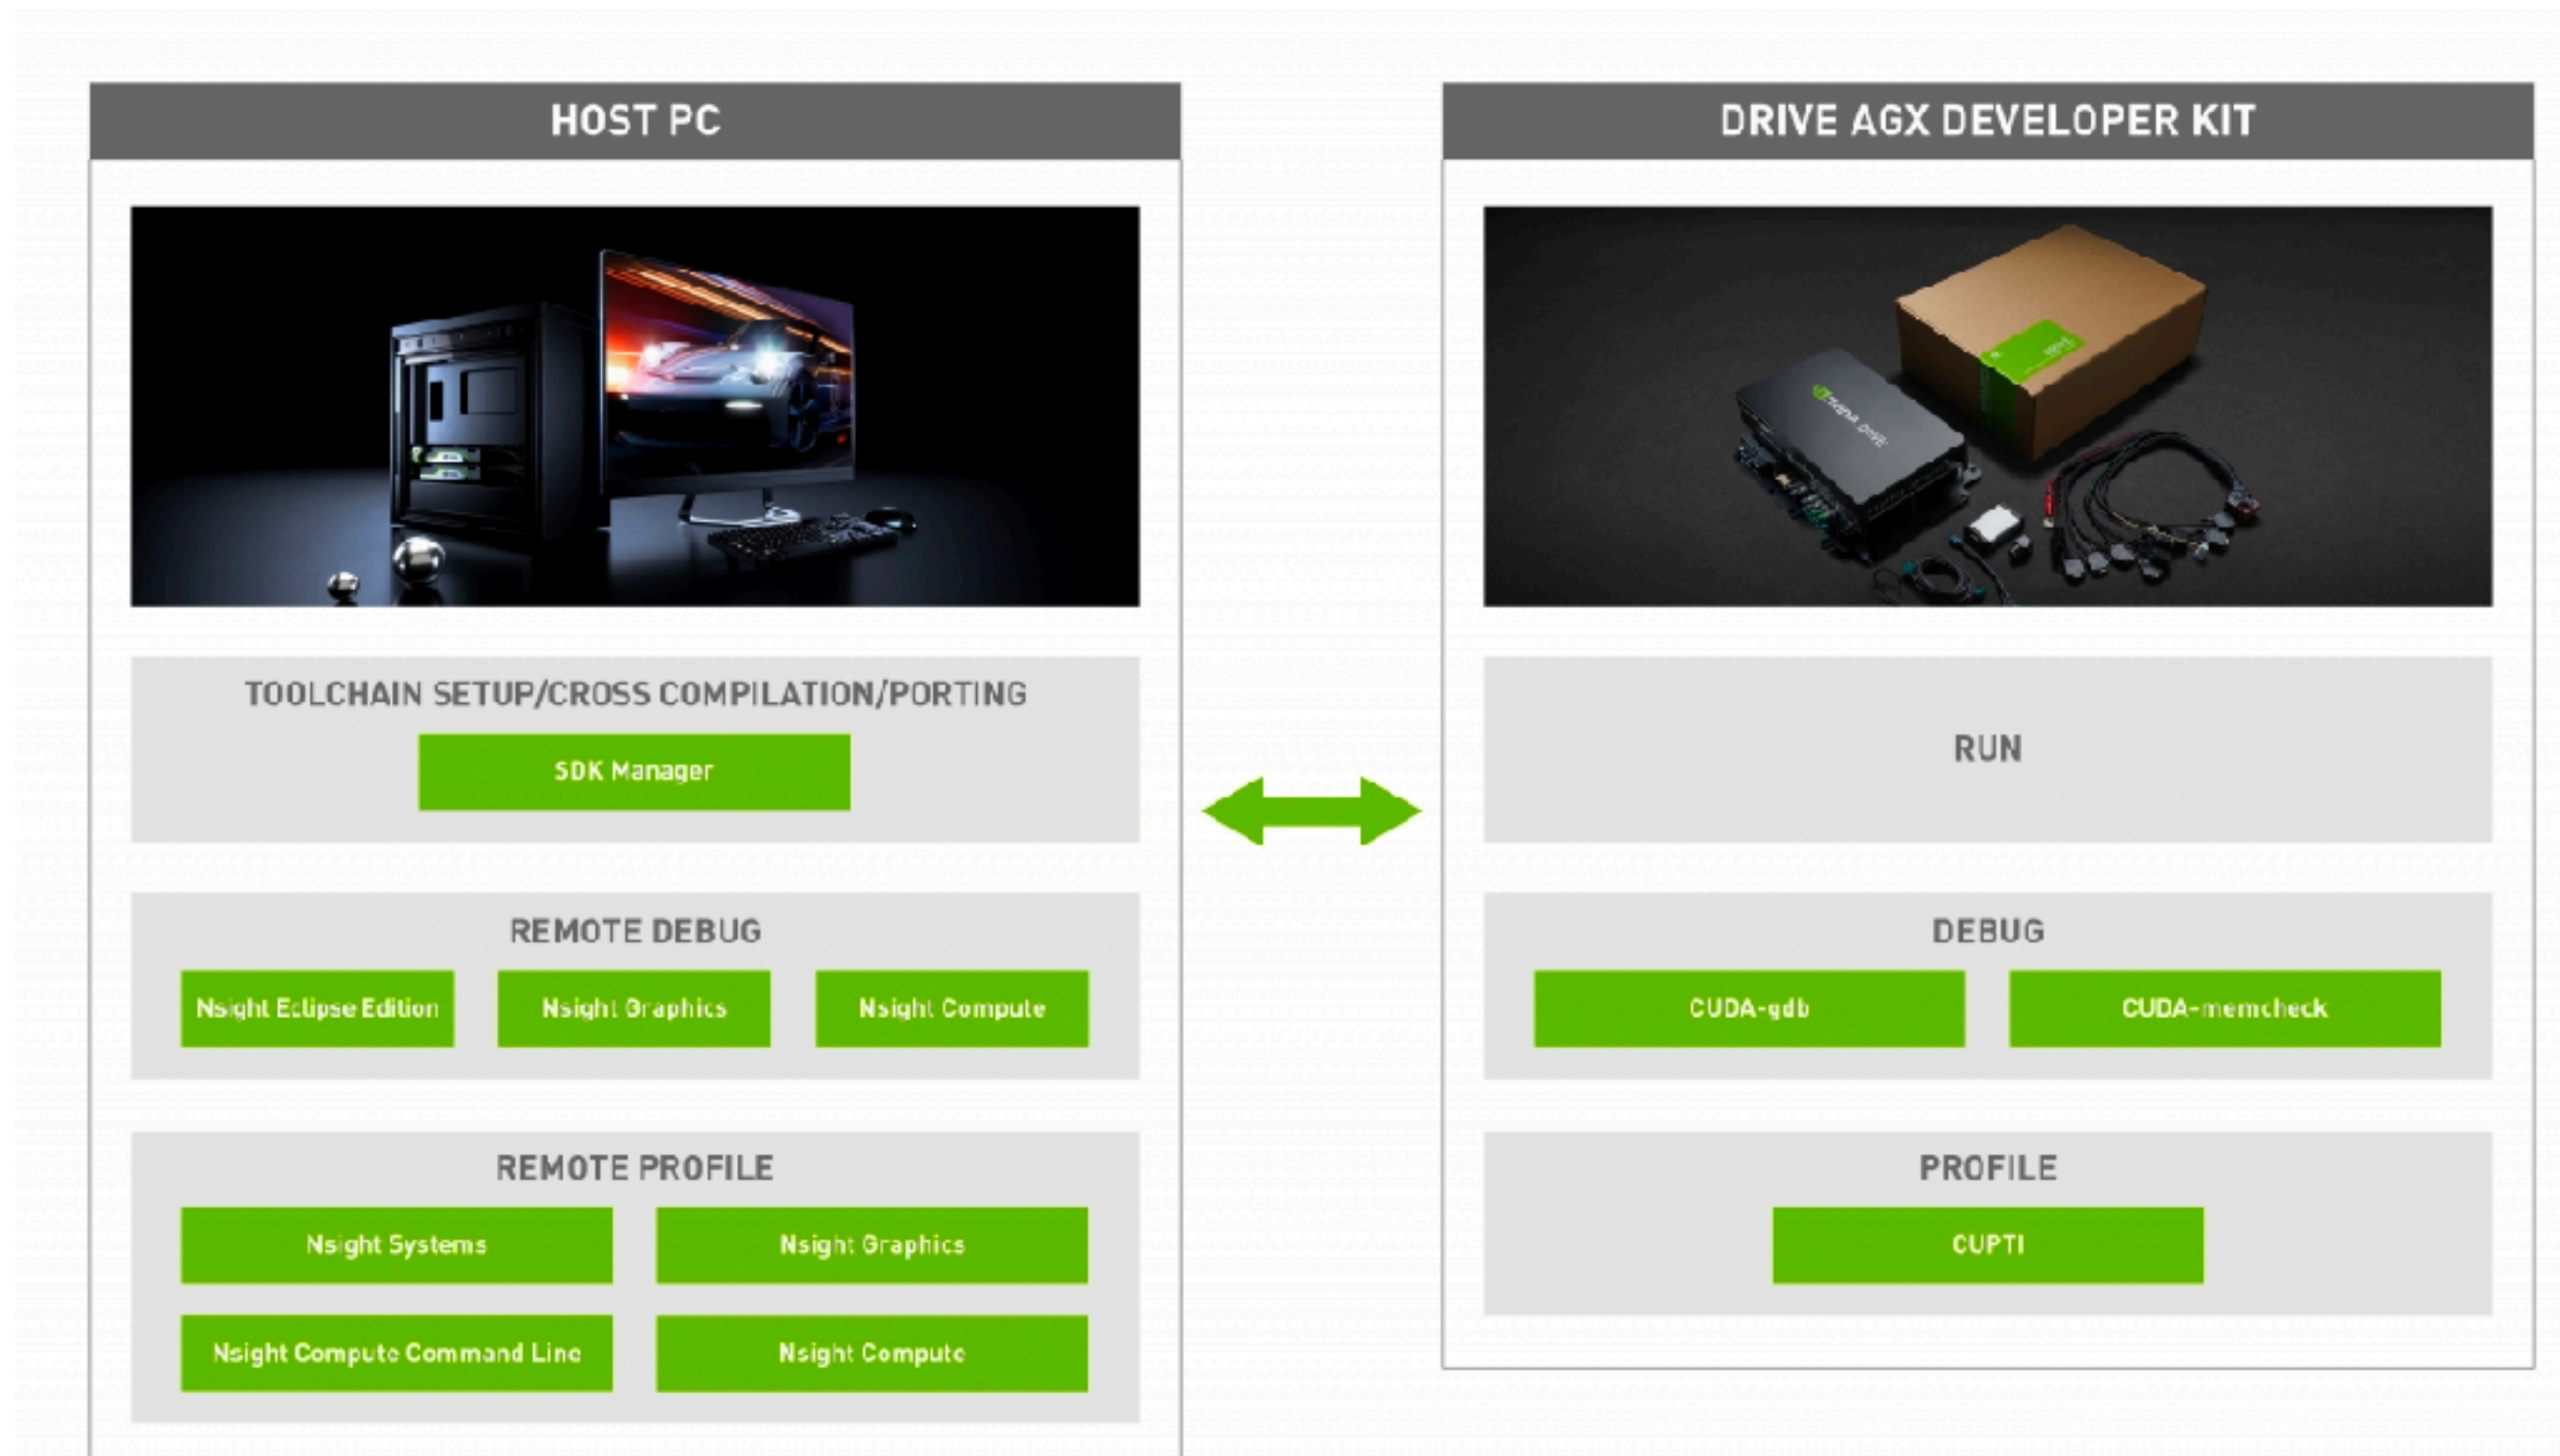 HOST PC
TOOLCHAIN SETUP/CROSS COMPILATION/PORTING
SDK Manager
REMOTE DEBUG
Nsight Eclipse Edition
Nsight Graphics
Nsight Compute
REMOTE PROFILE
Nsight Systems
Nsight Graphics
Nsight Compute Command Line
Nsight Compute
DRIVE AGX DEVELOPER KIT
NVIDIA DRIVE
RUN
DEBUG
CUDA-gdb
CUDA-memcheck
PROFILE
CUPTI